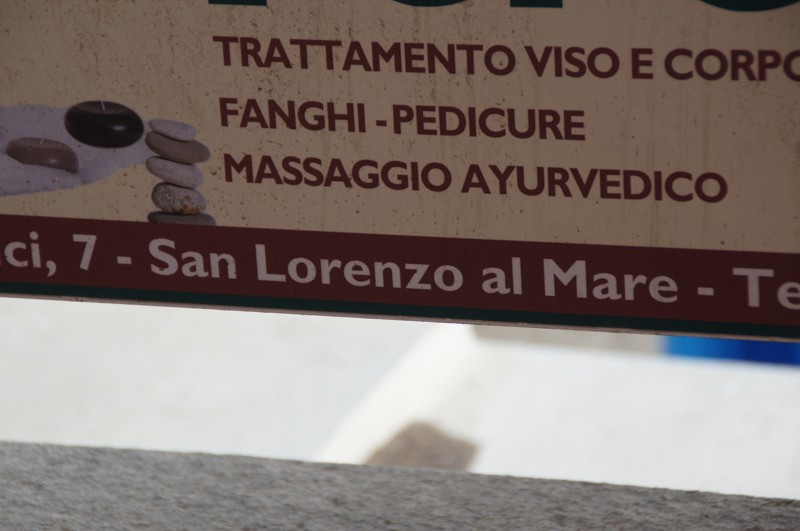 TRATTAMENTO VISO E CORPO
FANGHI - PEDICURE
MASSAGGIO AYURVEDICO
ci, 7 - San Lorenzo al Mare - Te